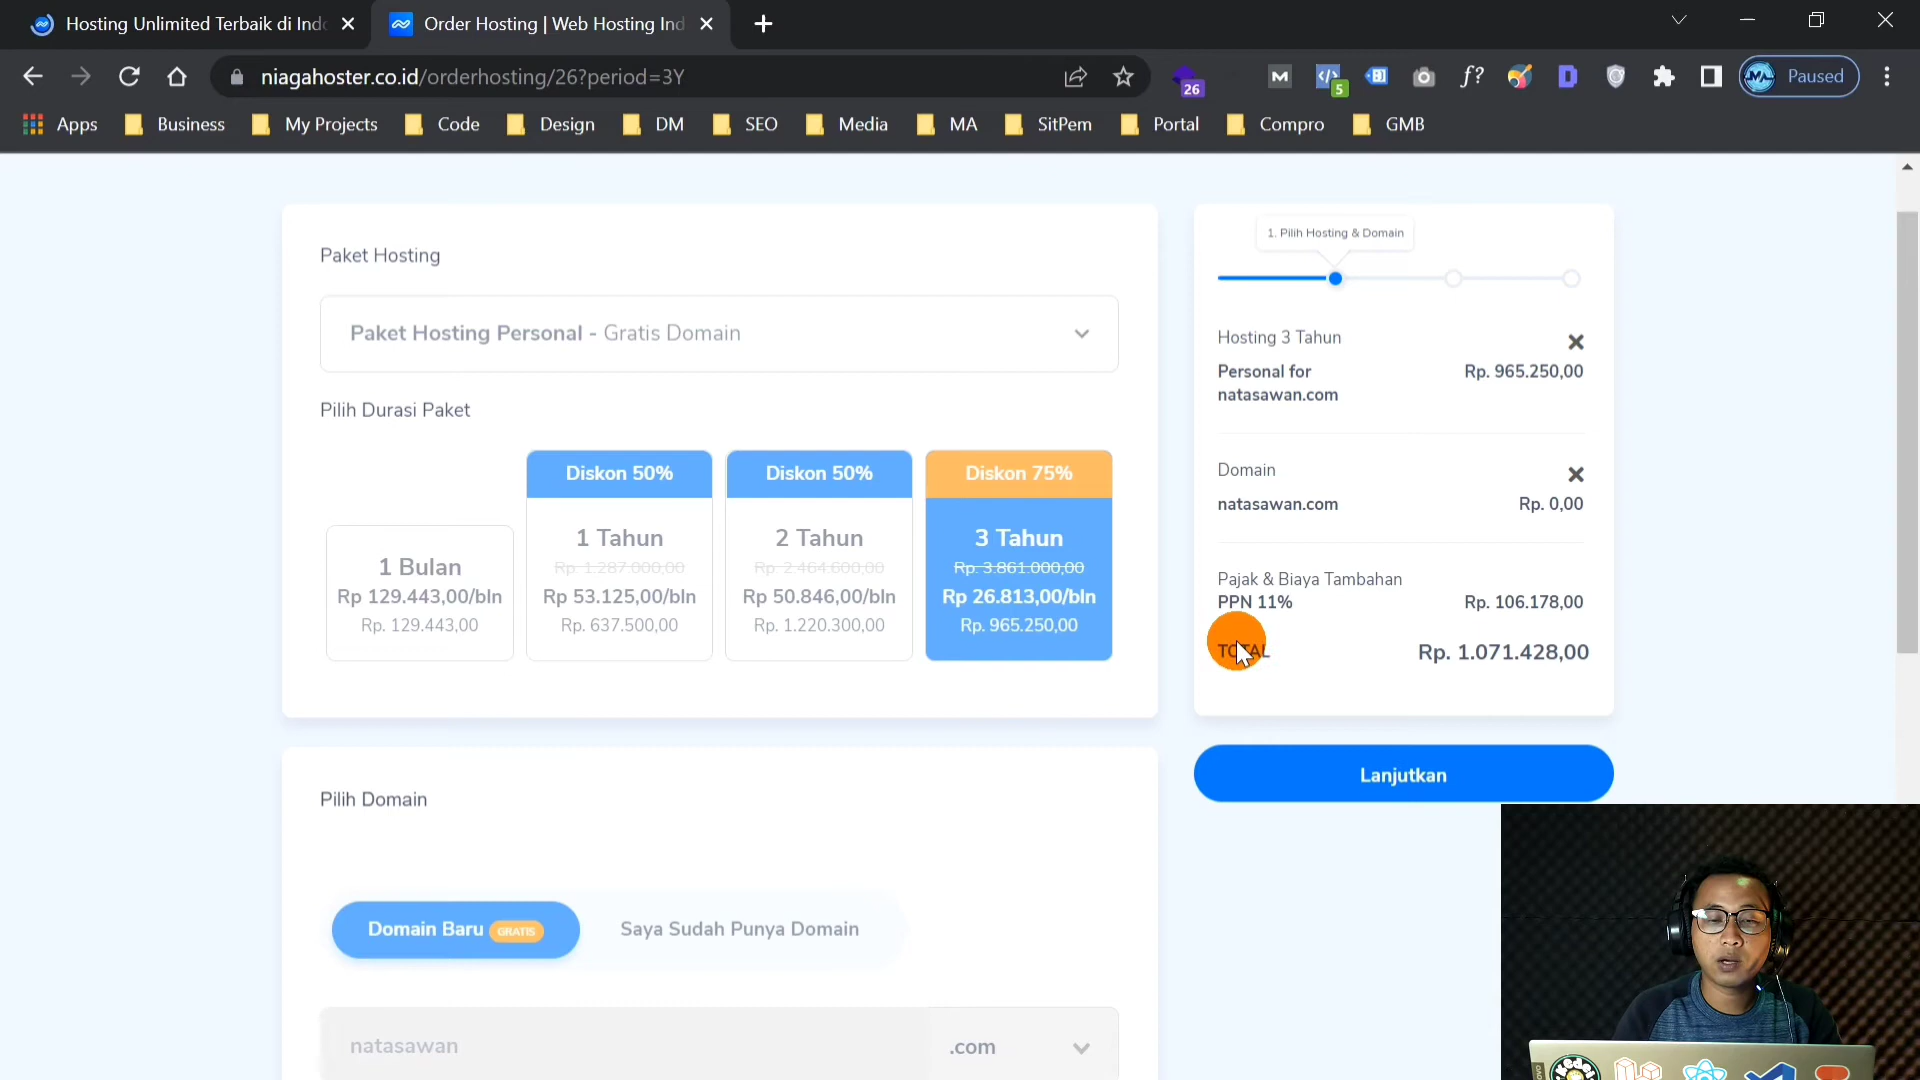 Hosting Unlimited Terbaik di Ind
Order Hosting | Web Hosting Ind
niagahoster.co.id/orderhosting/26?period=3Y
26
M
</>
5
f?
D
Paused
Apps
Business
My Projects
Code
Design
DM
SEO
Media
MA
SitPem
Portal
Compro
GMB
Paket Hosting
Paket Hosting Personal - Gratis Domain
Pilih Durasi Paket
1 Bulan
Rp 129.443,00/bln
Rp. 129.443,00
Diskon 50%
1 Tahun
Rp. 1.287.000,00
Rp 53.125,00/bln
Rp. 637.500,00
Diskon 50%
2 Tahun
Rp. 2.464.600,00
Rp 50.846,00/bln
Rp. 1.220.300,00
Diskon 75%
3 Tahun
Rp. 3.861.000,00
Rp 26.813,00/bln
Rp. 965.250,00
1. Pilih Hosting & Domain
Hosting 3 Tahun
Personal for natasawan.com Rp. 965.250,00
Domain
natasawan.com Rp. 0,00
Pajak & Biaya Tambahan
PPN 11% Rp. 106.178,00
TOTAL Rp. 1.071.428,00
Lanjutkan
Pilih Domain
Domain Baru GRATIS
Saya Sudah Punya Domain
natasawan .com